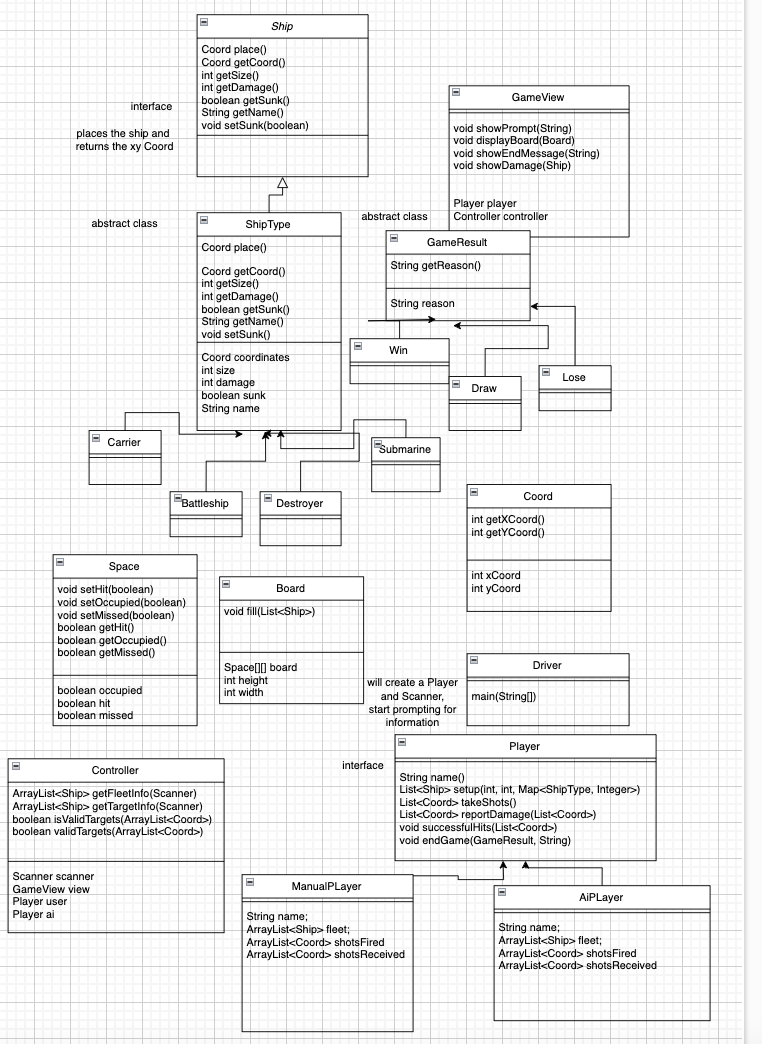 Ship
Coord place()
Coord getCoord()
int getSize()
int getDamage()
boolean getSunk()
String getName()
void setSunk(boolean)
interface
places the ship and
returns the xy Coord
GameView
void showPrompt(String)
void displayBoard(Board)
void showEndMessage(String)
void showDamage(Ship)
Player player
Controller controller
abstract class
ShipType
Coord place()
Coord getCoord()
int getSize()
int getDamage()
boolean getSunk()
String getName()
void setSunk()
Coord coordinates
int size
int damage
boolean sunk
String name
abstract class
GameResult
String getReason()
String reason
Win
Draw
Lose
Carrier
Battleship
Destroyer
Submarine
Coord
int getXCoord()
int getYCoord()
int xCoord
int yCoord
Space
void setHit(boolean)
void setOccupied(boolean)
void setMissed(boolean)
boolean getHit()
boolean getOccupied()
boolean getMissed()
boolean occupied
boolean hit
boolean missed
Board
void fill(List<Ship>)
Space[][] board
int height
int width
will create a Player
and Scanner,
start prompting for
information
Driver
main(String[])
interface
Player
String name()
List<Ship> setup(int, int, Map<ShipType, Integer>)
List<Coord> takeShots()
List<Coord> reportDamage(List<Coord>)
void successfulHits(List<Coord>)
void endGame(GameResult, String)
Controller
ArrayList<Ship> getFleetInfo(Scanner)
ArrayList<Ship> getTargetInfo(Scanner)
boolean isValidTargets(ArrayList<Coord>)
boolean validTargets(ArrayList<Coord>)
Scanner scanner
GameView view
Player user
Player ai
ManualPLayer
String name;
ArrayList<Ship> fleet;
ArrayList<Coord> shotsFired
ArrayList<Coord> shotsReceived
AiPLayer
String name;
ArrayList<Ship> fleet;
ArrayList<Coord> shotsFired
ArrayList<Coord> shotsReceived